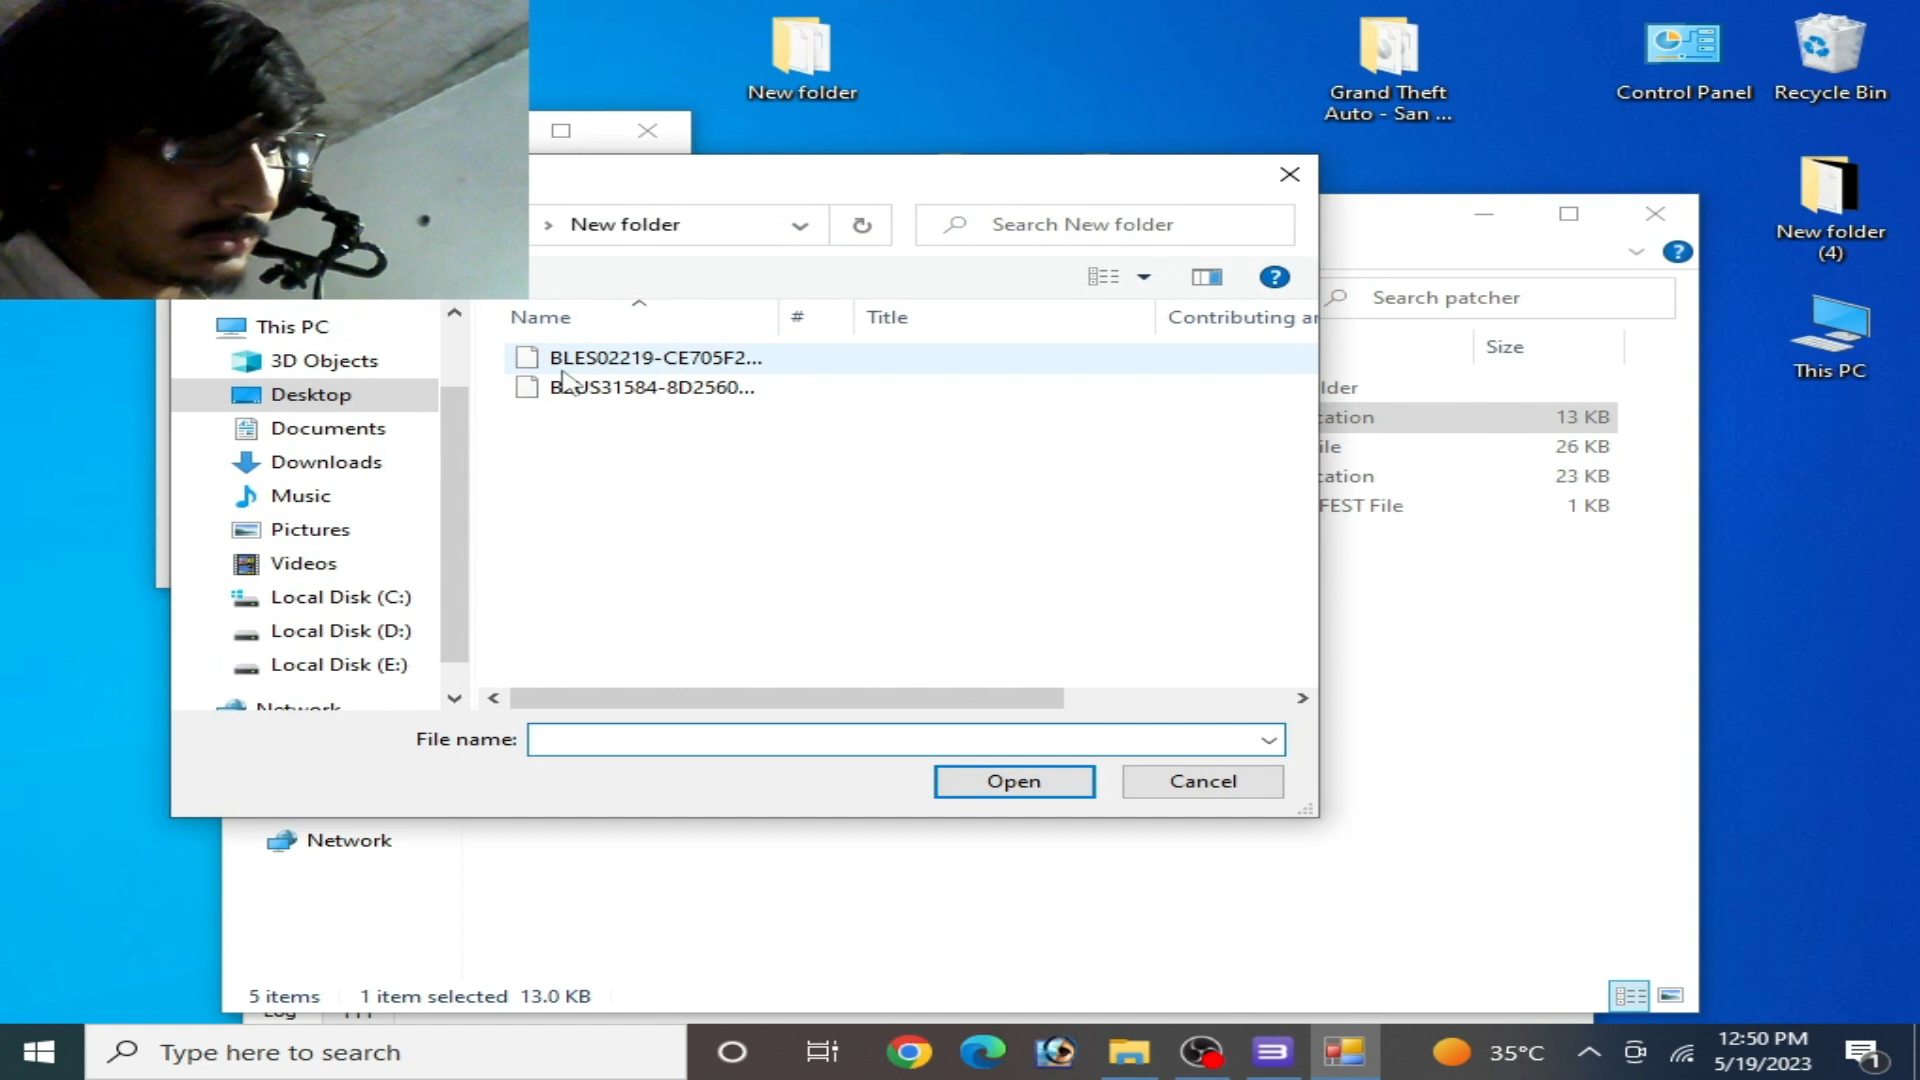 New folder
Grand Theft
Auto - San ...
Control Panel
Recycle Bin
New folder
(4)
This PC
New folder
Search New folder
Search patcher
Name
#
Title
Contributing ar
Size
This PC
3D Objects
Desktop
Documents
Downloads
Music
Pictures
Videos
Local Disk (C:)
Local Disk (D:)
Local Disk (E:)
Network
BLES02219-CE705F2...
BLUS31584-8D2560...
lder
cation
13 KB
ile
26 KB
cation
23 KB
FEST File
1 KB
File name:
Open
Cancel
Network
5 items
1 item selected 13.0 KB
Log
TTY
Type here to search
35°C
12:50 PM
5/19/2023
1